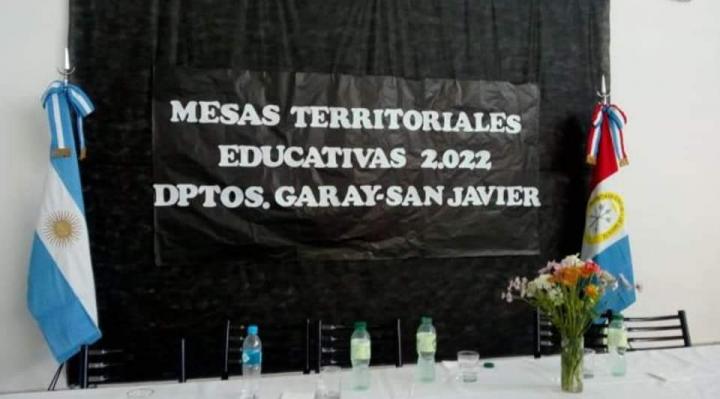 MESAS TERRITORIALES
EDUCATIVAS 2.022
DPTOS. GARAY-SAN JAVIER